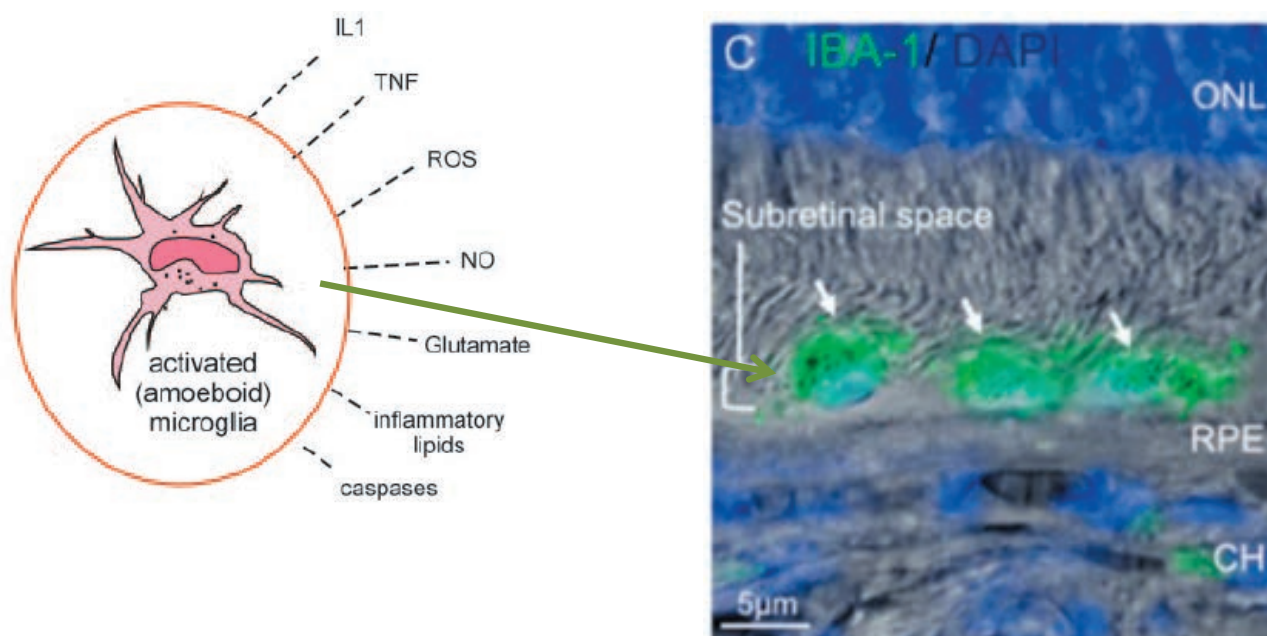 IL1
TNF
ROS
NO
Glutamate
inflammatory
lipids
caspases
activated
(amoeboid)
microglia
C IBA-1/ DAPI
ONL
Subretinal space
RPE
CH
5μm